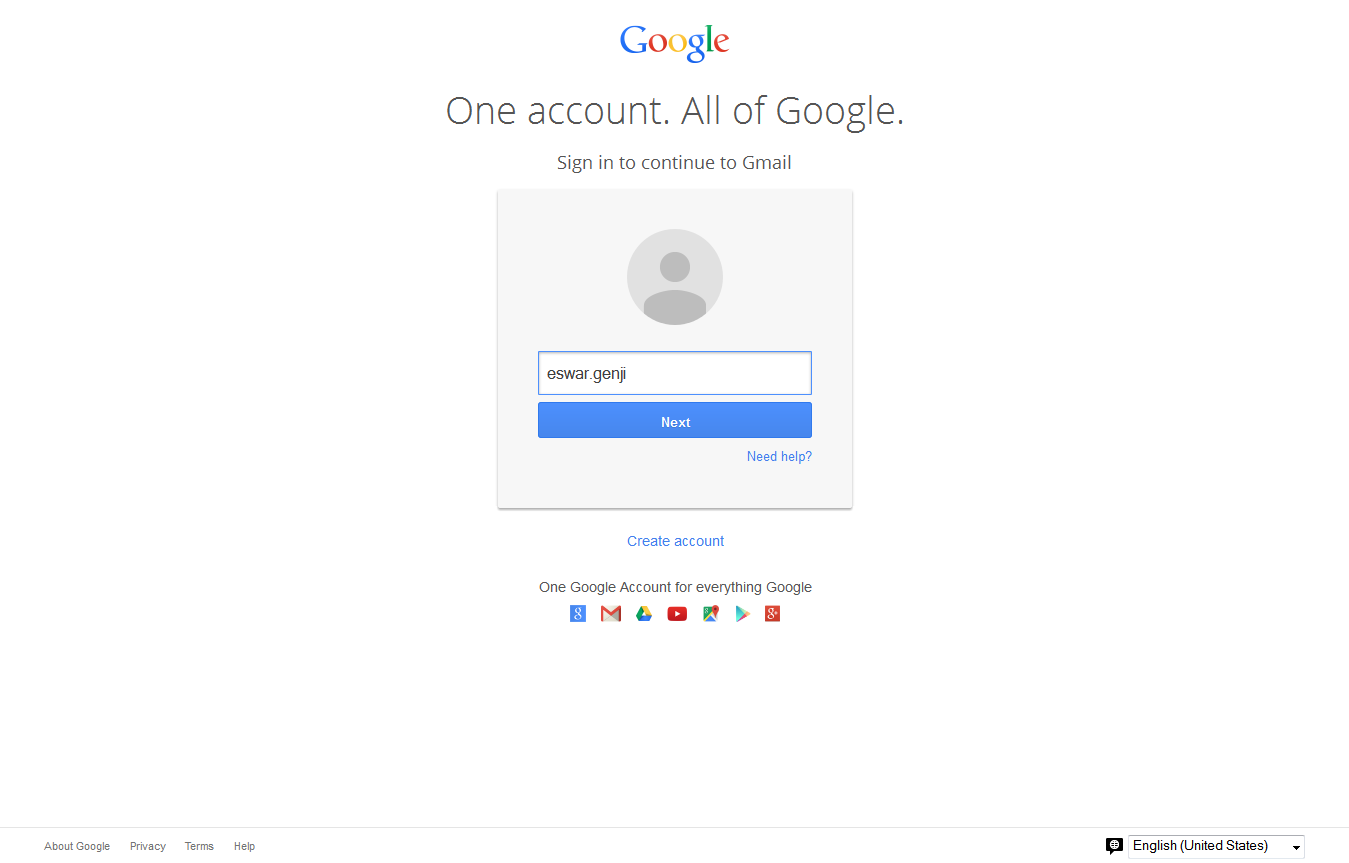 Google
One account. All of Google.
Sign in to continue to Gmail
eswar.genji
Next
Need help?
Create account
One Google Account for everything Google
About Google Privacy Terms Help English (United States)